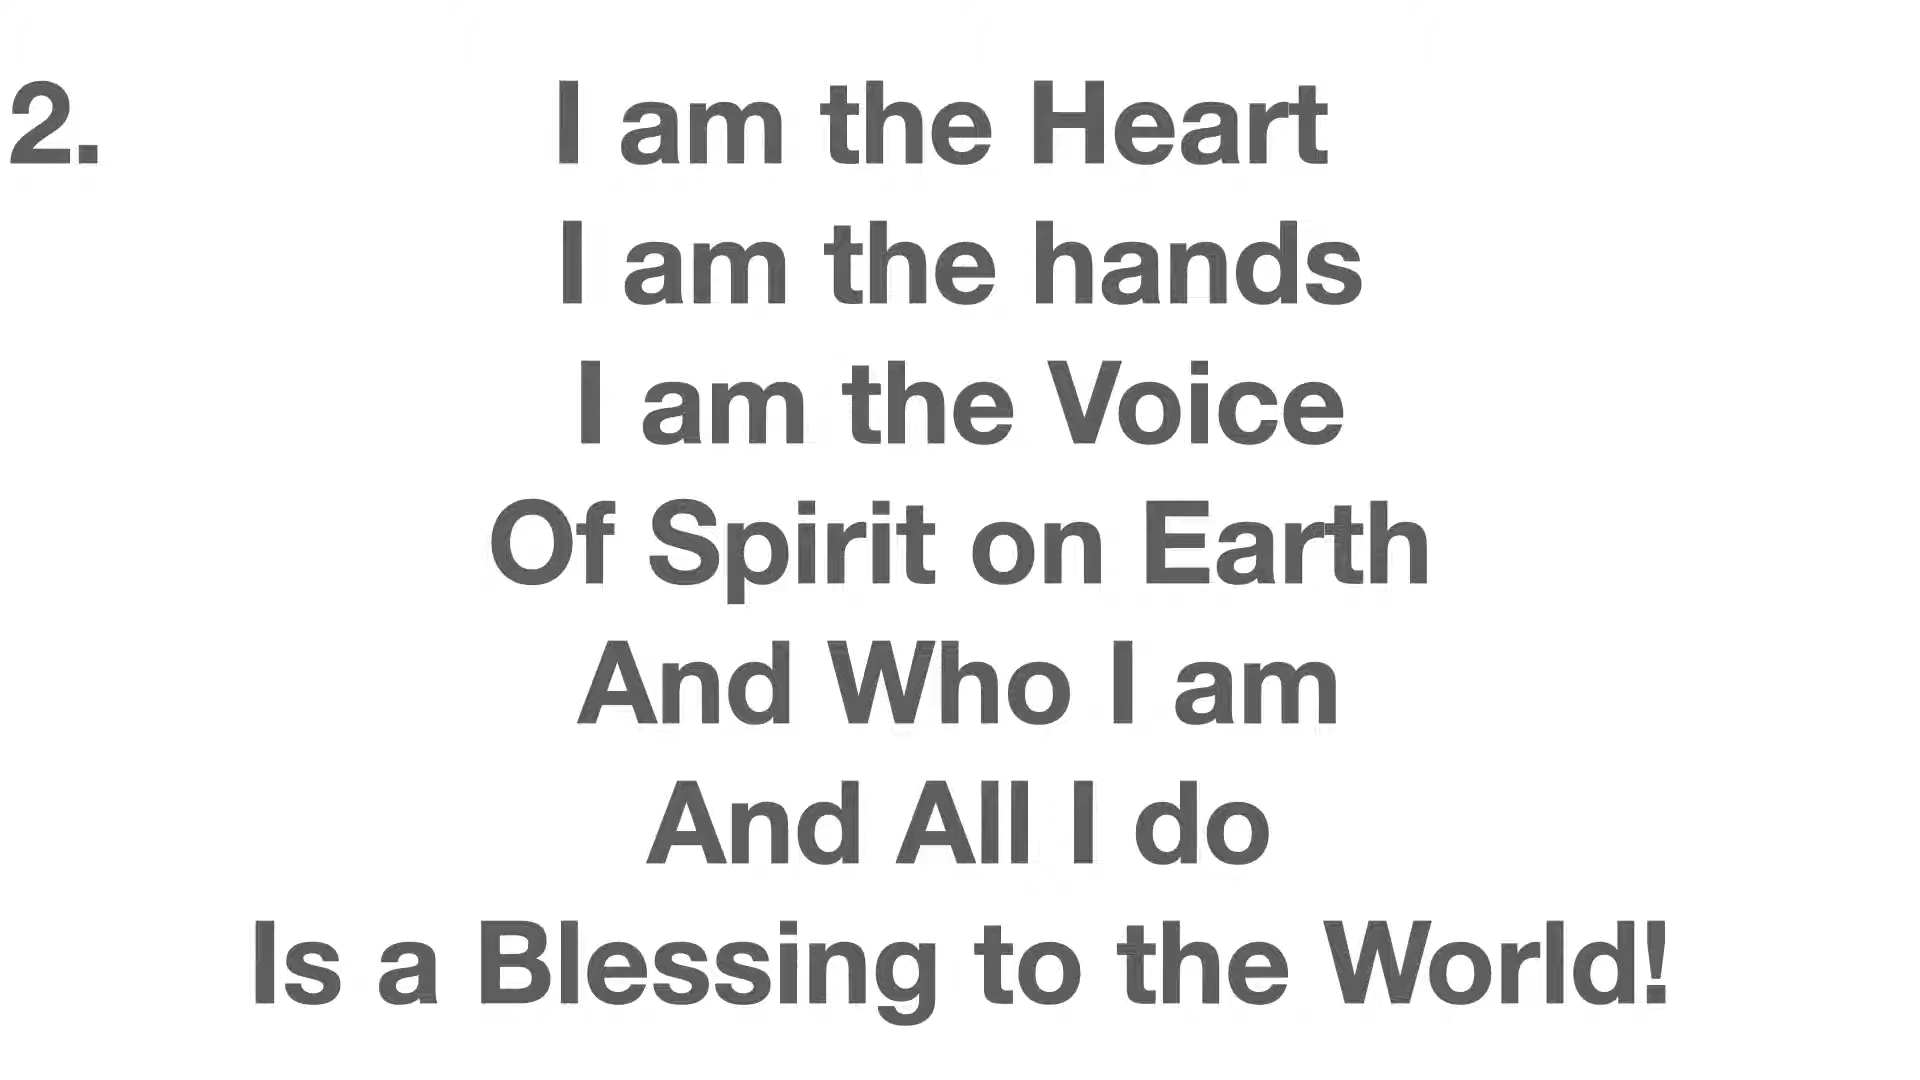 2. I am the Heart
I am the hands
I am the Voice
Of Spirit on Earth
And Who I am
And All I do
Is a Blessing to the World!